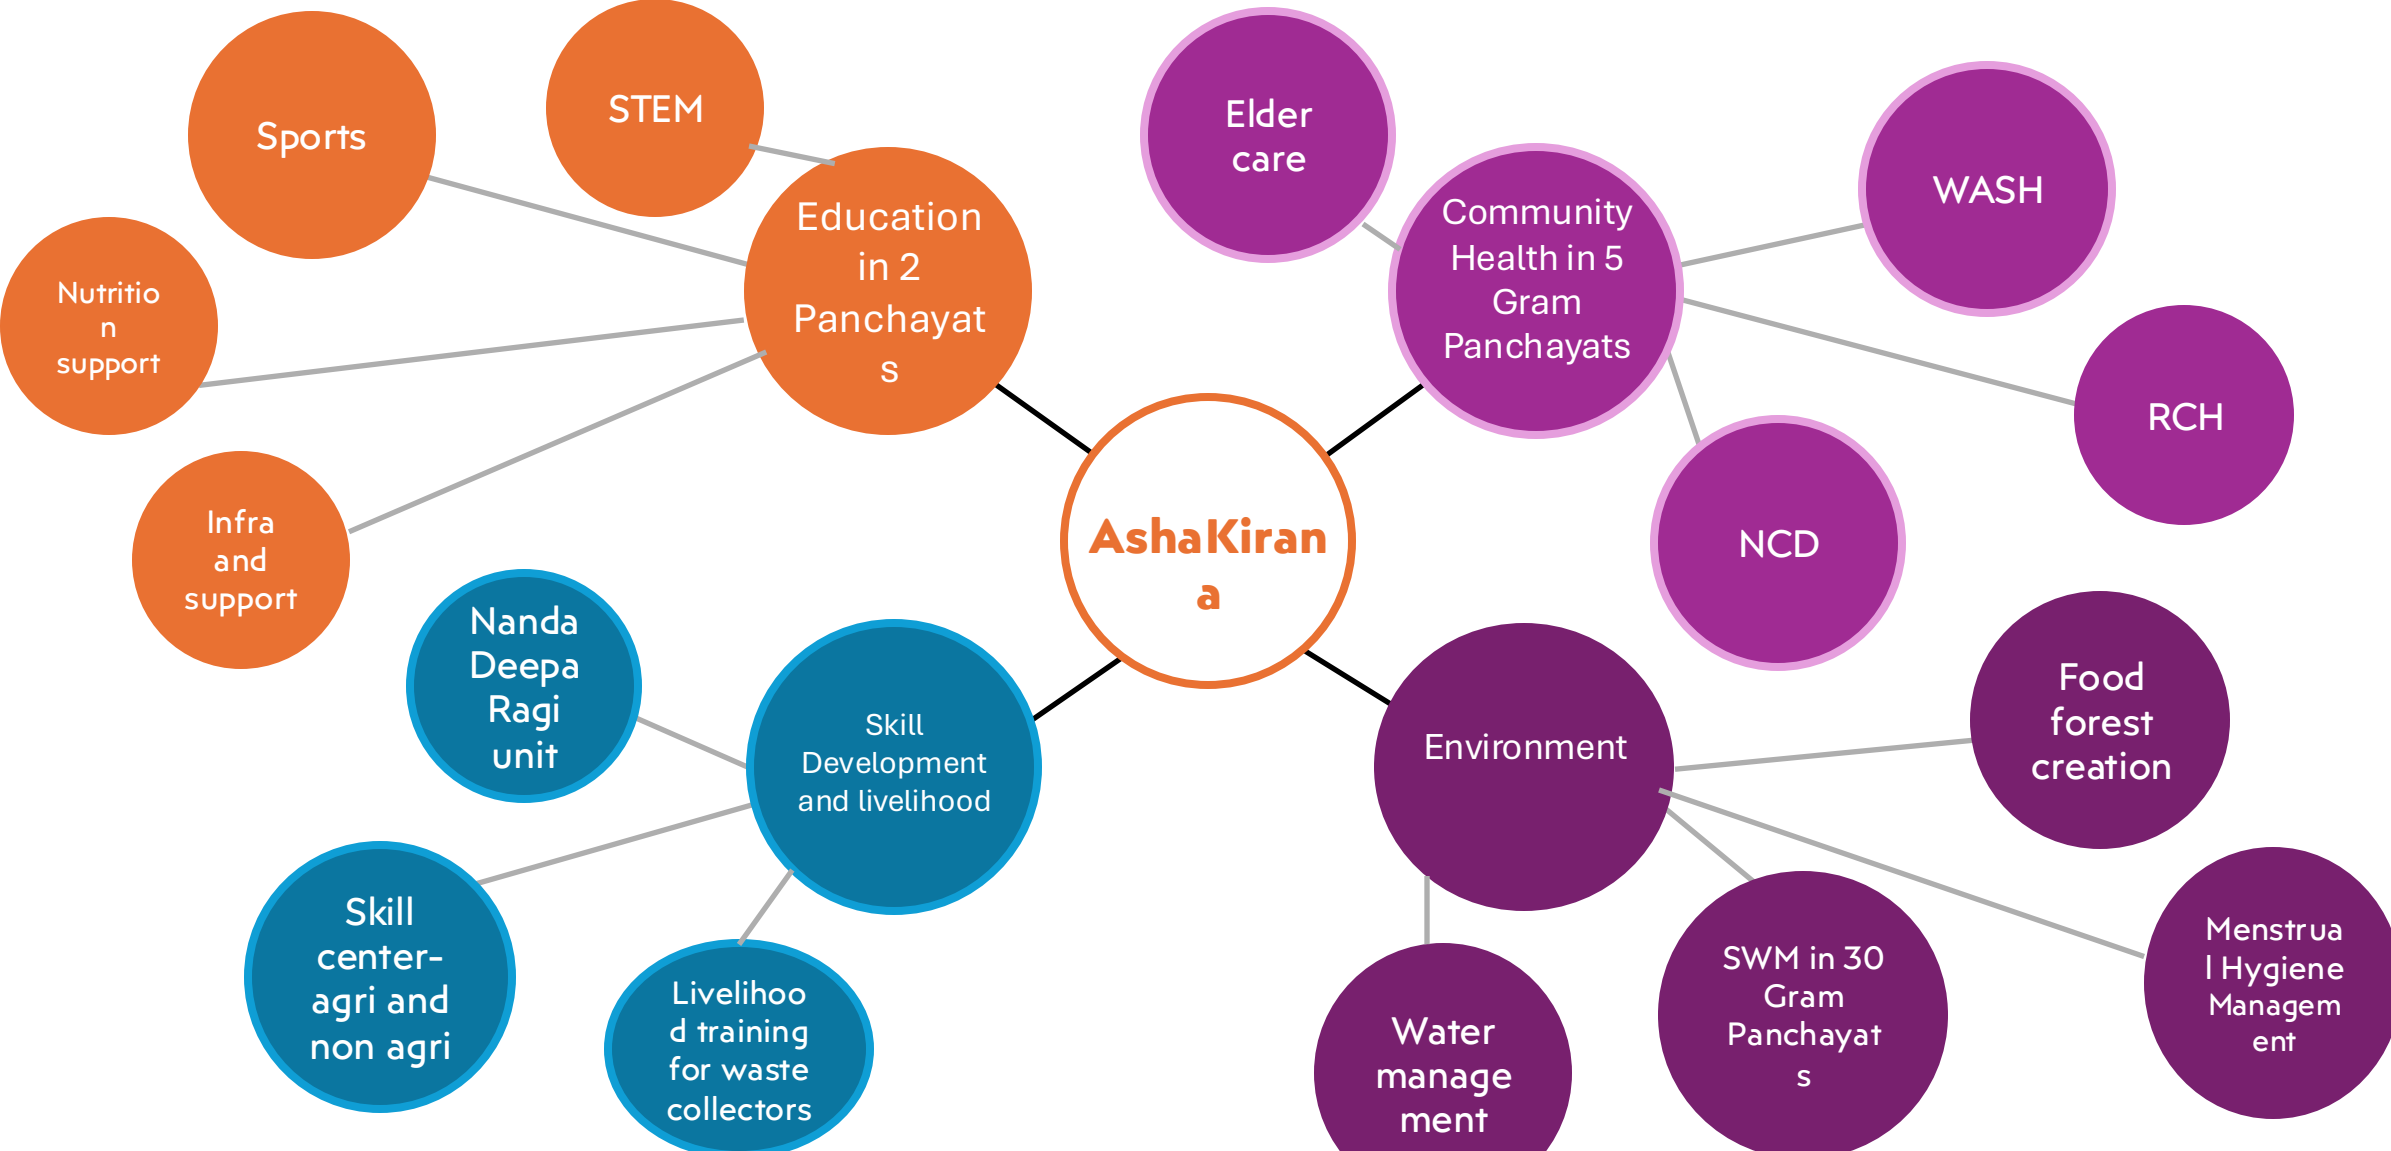 Sports
STEM
Nutritio
n
support
Infra
and
support
Education
in 2
Panchayat
s
Elder
care
Community
Health in 5
Gram
Panchayats
WASH
RCH
NCD
AshaKiran
a
Nanda
Deepa
Ragi
unit
Skill
Development
and livelihood
Skill
center-
agri and
non agri
Livelihoo
d training
for waste
collectors
Environment
Food
forest
creation
Menstrua
l Hygiene
Managem
ent
SWM in 30
Gram
Panchayat
s
Water
manage
ment